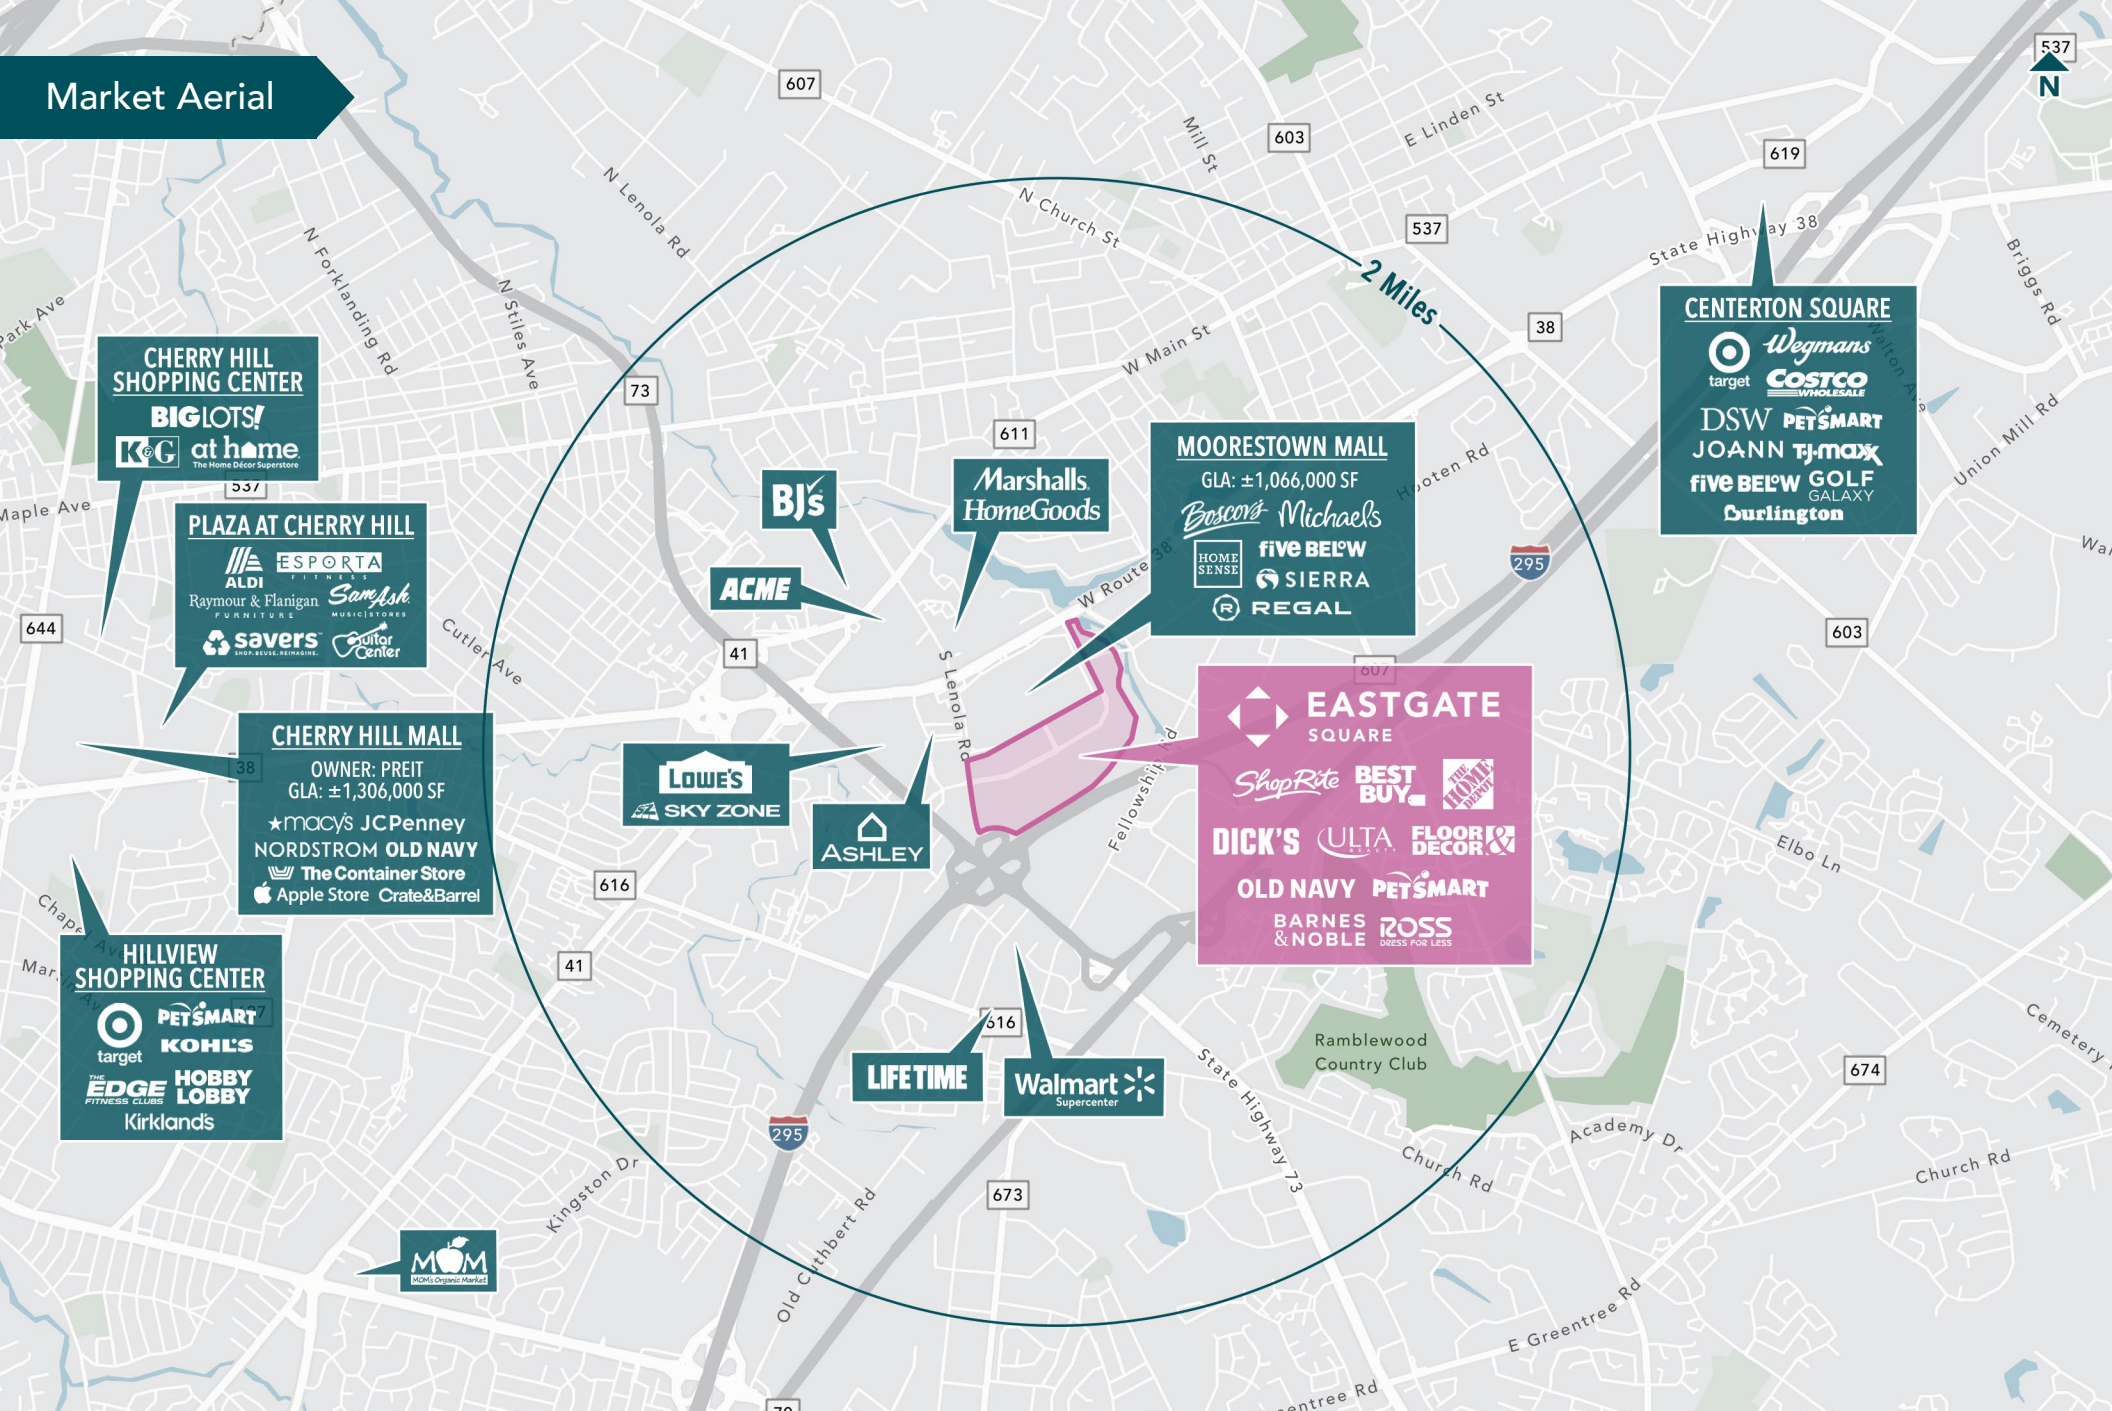 Market Aerial
N
2 Miles
CHERRY HILL
SHOPPING CENTER
BIG LOTS!
K&G at home
The Home Décor Superstore
PLAZA AT CHERRY HILL
ALDI
ESPORTA
FITNESS
Raymour & Flanigan
FURNITURE
Sam Ash
MUSIC STORES
savers
SHOP. REUSE. REIMAGINE.
Guitar
Center
CHERRY HILL MALL
OWNER: PREIT
GLA: ±1,306,000 SF
macy's JCPenney
NORDSTROM OLD NAVY
The Container Store
Apple Store Crate&Barrel
HILLVIEW
SHOPPING CENTER
target
PETSMART
KOHL'S
THE
EDGE
FITNESS CLUBS
HOBBY
LOBBY
Kirkland's
MOM
MOM's Organic Market
BJ's
ACME
Marshalls
HomeGoods
MOORESTOWN MALL
GLA: ±1,066,000 SF
Boscov's Michaels
HOME
SENSE
FIVE BELOW
SIERRA
R REGAL
LOWE'S
SKY ZONE
ASHLEY
LIFE TIME
Walmart
Supercenter
EASTGATE
SQUARE
ShopRite
BEST
BUY
THE
HOME
DEPOT
DICK'S
ULTA
BEAUTY
FLOOR &
DECOR
OLD NAVY PETSMART
BARNES
&NOBLE
ROSS
DRESS FOR LESS
CENTERTON SQUARE
target
Wegmans
COSTCO
WHOLESALE
DSW PETSMART
JOANN T.J.maxx
FIVE BELOW
GOLF
GALAXY
Burlington
607
603
E Linden St
Mill St
619
537
537
State Highway 38
38
Briggs Rd
Walton Ave
Union Mill Rd
N Lenola Rd
N Church St
N Forklanding Rd
N Stiles Ave
Park Ave
73
W Main St
611
Hooten Rd
Maple Ave
537
W Route 38
295
644
Cutler Ave
41
S Lenola Rd
607
603
38
Fellowship Rd
Elbo Ln
616
41
Chapel Ave
616
Ramblewood
Country Club
674
Cemetery
295
State Highway 73
Academy Dr
Church Rd
Church Rd
Kingston Dr
673
Old Cuthbert Rd
E Greentree Rd